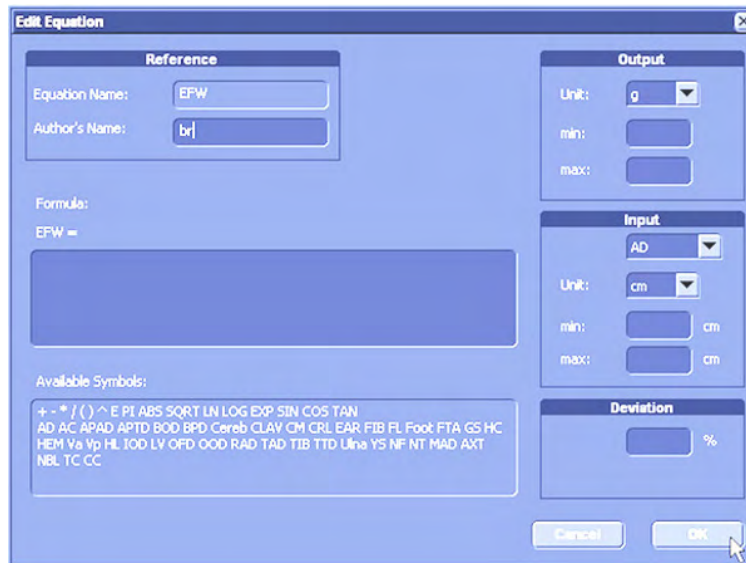 Edit Equation
Reference
Equation Name: EFW
Author's Name: br
Formula:
EFW =
Available Symbols:
+ - * / ( ) ^ E PI ABS SQRT LN LOG EXP SIN COS TAN
AD AC APAD APTD BOD BPD Cereb CLAV CM CRL EAR FIB FL Foot FTA GS HC
HEM Va Vp HL IOD LV OFD OOD RAD TAD TIB TTD Ulna YS NF NT MAD AXT
NBL TC CC
Output
Unit: g
min:
max:
Input
AD
Unit: cm
min: cm
max: cm
Deviation
%
Cancel OK